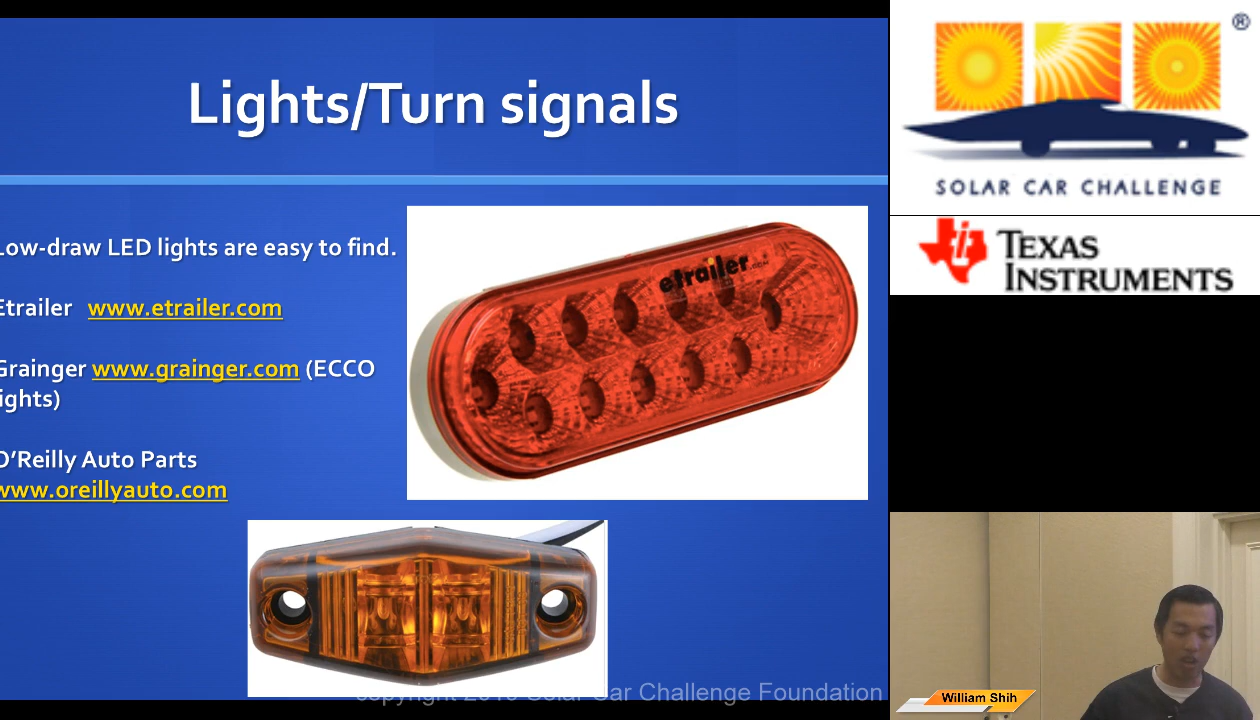 Lights/Turn signals
Low-draw LED lights are easy to find.
Etrailer www.etrailer.com
Grainger www.grainger.com (ECCO
lights)
O'Reilly Auto Parts
www.oreillyauto.com
etrailer.com
copyright Solar Car Challenge Foundation
®
SOLAR CAR CHALLENGE
TEXAS
INSTRUMENTS
William Shih